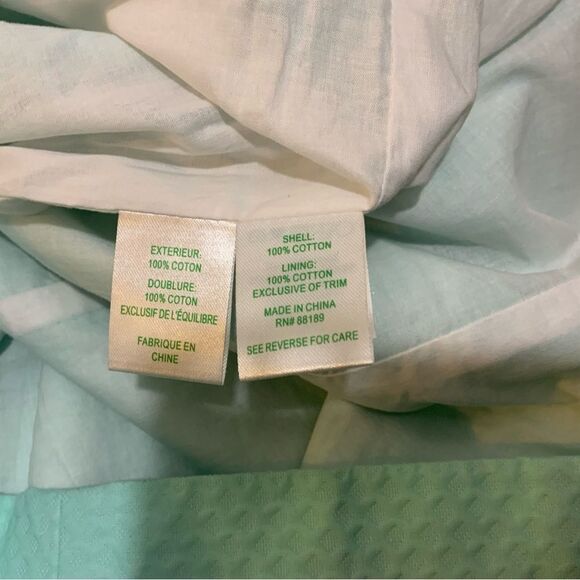 EXTERIEUR:
100% COTON
DOUBLURE:
100% COTON
EXCLUSIF DE L'ÉQUILIBRE
FABRIQUE EN
CHINE
SHELL:
100% COTTON
LINING:
100% COTTON
EXCLUSIVE OF TRIM
MADE IN CHINA
RN# 88189
SEE REVERSE FOR CARE